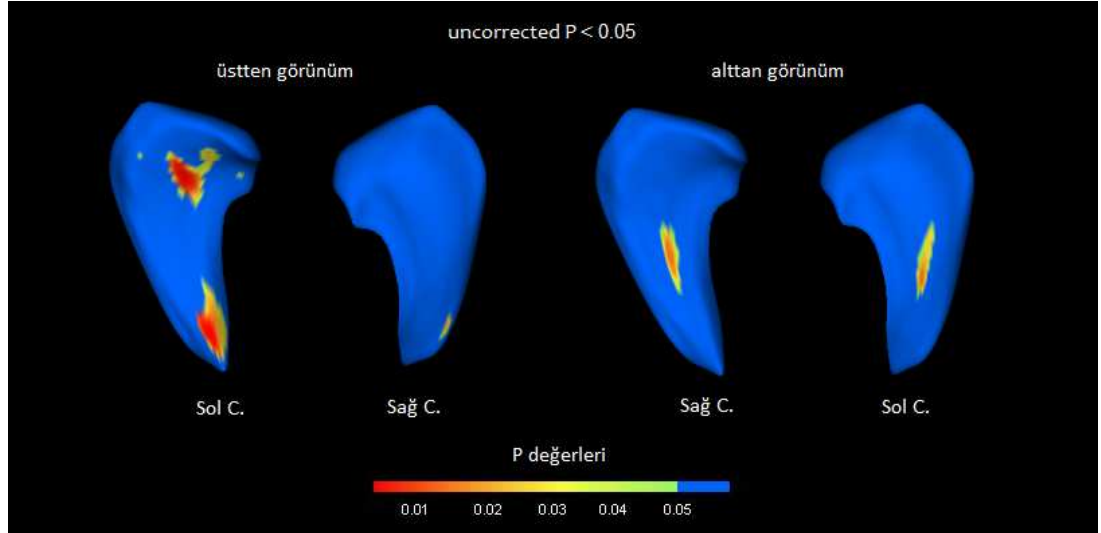 uncorrected P < 0.05
üstten görünüm
alttan görünüm
Sol C.
Sağ C.
Sağ C.
Sol C.
P değerleri
0.01 0.02 0.03 0.04 0.05